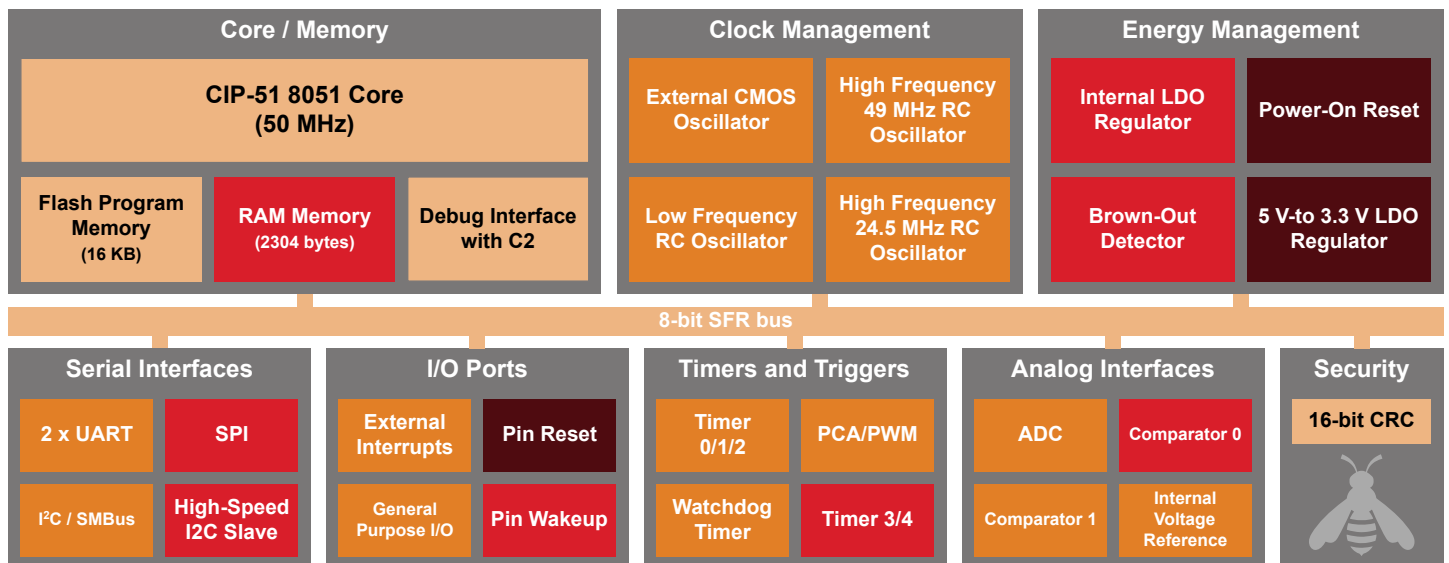 Core / Memory
CIP-51 8051 Core
(50 MHz)
Flash Program
Memory
(16 KB)
RAM Memory
(2304 bytes)
Debug Interface
with C2
Clock Management
External CMOS
Oscillator
High Frequency
49 MHz RC
Oscillator
Low Frequency
RC Oscillator
High Frequency
24.5 MHz RC
Oscillator
Energy Management
Internal LDO
Regulator
Power-On Reset
Brown-Out
Detector
5 V-to 3.3 V LDO
Regulator
8-bit SFR bus
Serial Interfaces
2 x UART
SPI
I²C / SMBus
High-Speed
I2C Slave
I/O Ports
External
Interrupts
Pin Reset
General
Purpose I/O
Pin Wakeup
Timers and Triggers
Timer
0/1/2
PCA/PWM
Watchdog
Timer
Timer 3/4
Analog Interfaces
ADC
Comparator 0
Comparator 1
Internal
Voltage
Reference
Security
16-bit CRC